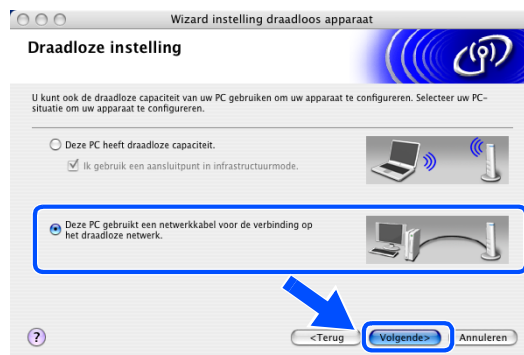 Wizard instelling draadloos apparaat
Draadloze instelling
U kunt ook de draadloze capaciteit van uw PC gebruiken om uw apparaat te configureren. Selecteer uw PC-
situatie om uw apparaat te configureren.
Deze PC heeft draadloze capaciteit.
Ik gebruik een aansluitpunt in infrastructuurmode.
Deze PC gebruikt een netwerkkabel voor de verbinding op
het draadloze netwerk.
?
<Terug
Volgende>
Annuleren